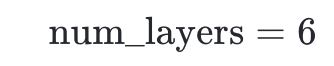 num_layers = 6